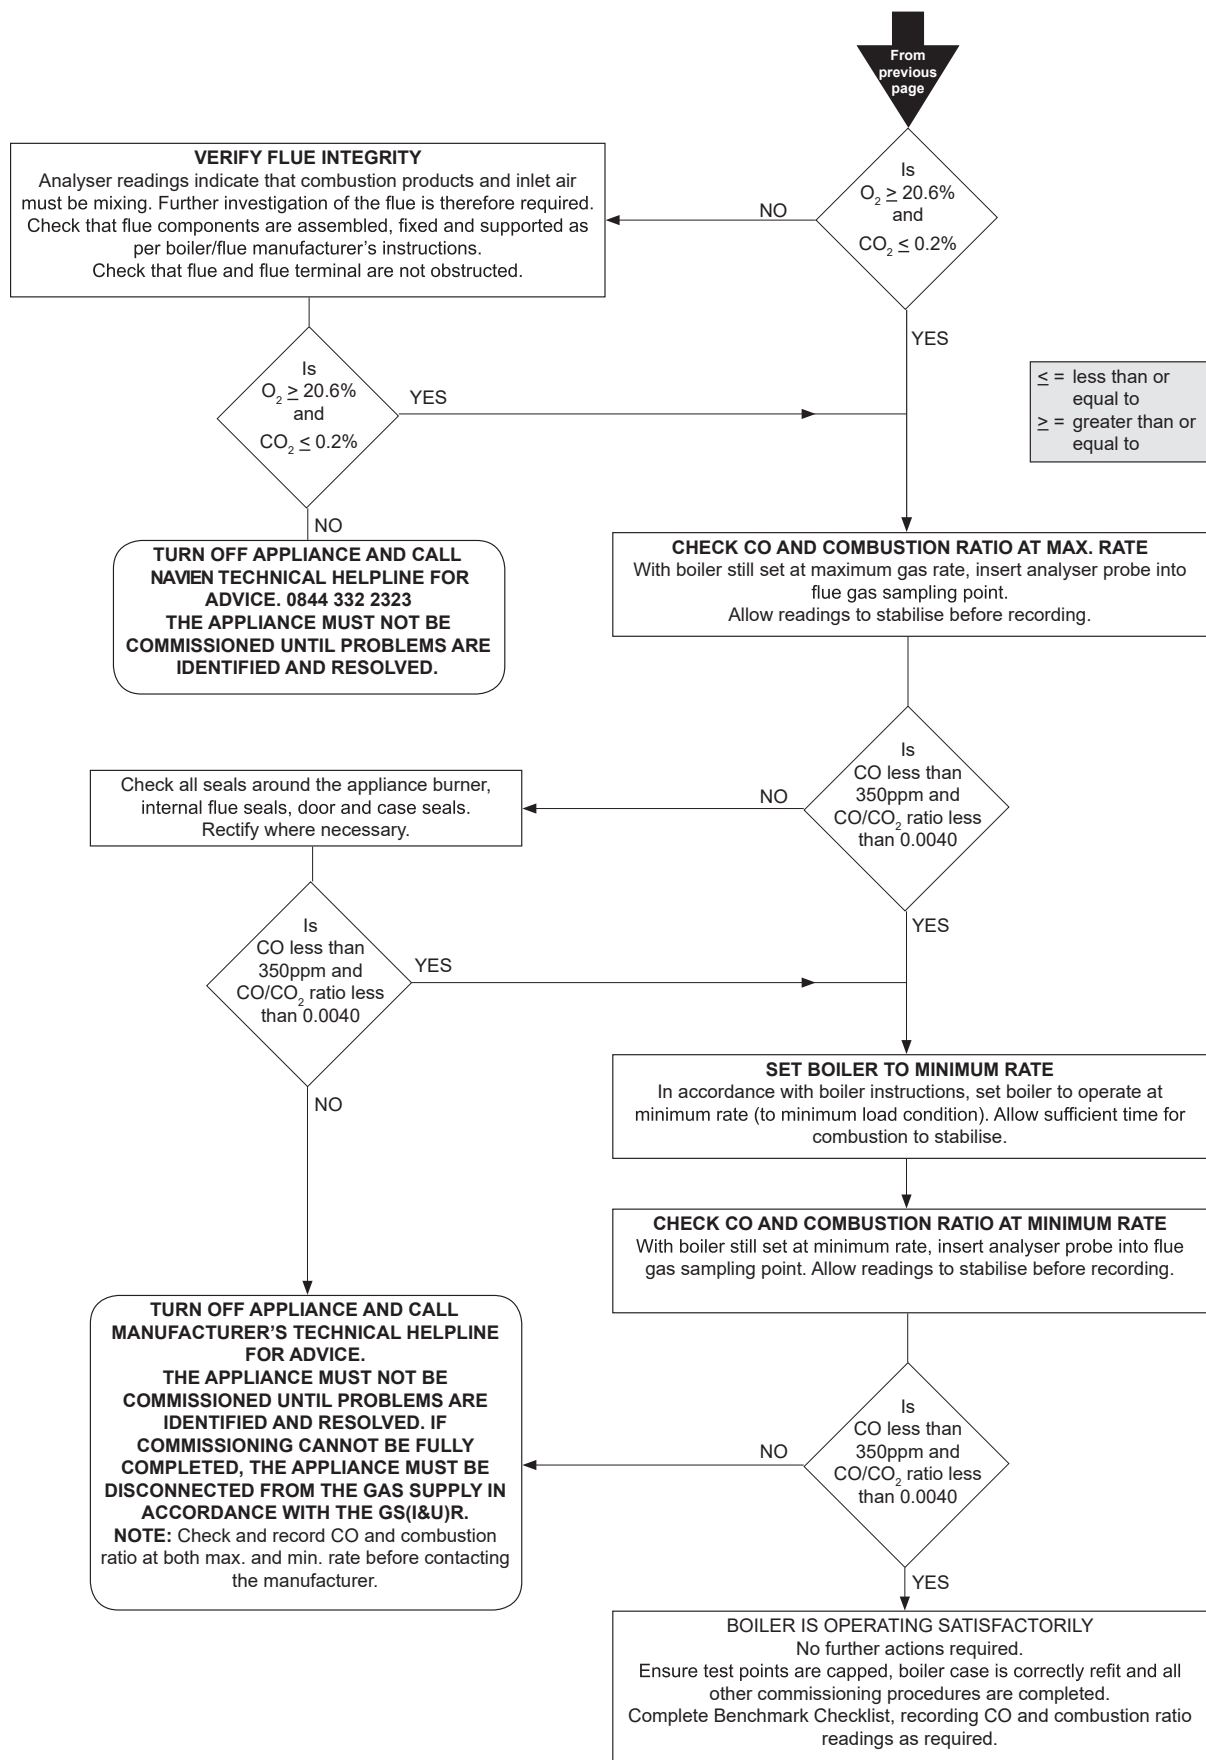 From
previous
page
Is
O₂ ≥ 20.6%
and
CO₂ ≤ 0.2%
NO
VERIFY FLUE INTEGRITY
Analyser readings indicate that combustion products and inlet air
must be mixing. Further investigation of the flue is therefore required.
Check that flue components are assembled, fixed and supported as
per boiler/flue manufacturer’s instructions.
Check that flue and flue terminal are not obstructed.
YES
Is
O₂ ≥ 20.6%
and
CO₂ ≤ 0.2%
YES
≤ = less than or
equal to
≥ = greater than or
equal to
NO
TURN OFF APPLIANCE AND CALL
NAVIEN TECHNICAL HELPLINE FOR
ADVICE. 0844 332 2323
THE APPLIANCE MUST NOT BE
COMMISSIONED UNTIL PROBLEMS ARE
IDENTIFIED AND RESOLVED.
CHECK CO AND COMBUSTION RATIO AT MAX. RATE
With boiler still set at maximum gas rate, insert analyser probe into
flue gas sampling point.
Allow readings to stabilise before recording.
Is
CO less than
350ppm and
CO/CO₂ ratio less
than 0.0040
NO
Check all seals around the appliance burner,
internal flue seals, door and case seals.
Rectify where necessary.
YES
Is
CO less than
350ppm and
CO/CO₂ ratio less
than 0.0040
YES
NO
SET BOILER TO MINIMUM RATE
In accordance with boiler instructions, set boiler to operate at
minimum rate (to minimum load condition). Allow sufficient time for
combustion to stabilise.
CHECK CO AND COMBUSTION RATIO AT MINIMUM RATE
With boiler still set at minimum rate, insert analyser probe into flue
gas sampling point. Allow readings to stabilise before recording.
TURN OFF APPLIANCE AND CALL
MANUFACTURER’S TECHNICAL HELPLINE
FOR ADVICE.
THE APPLIANCE MUST NOT BE
COMMISSIONED UNTIL PROBLEMS ARE
IDENTIFIED AND RESOLVED. IF
COMMISSIONING CANNOT BE FULLY
COMPLETED, THE APPLIANCE MUST BE
DISCONNECTED FROM THE GAS SUPPLY IN
ACCORDANCE WITH THE GS(I&U)R.
NOTE: Check and record CO and combustion
ratio at both max. and min. rate before contacting
the manufacturer.
Is
CO less than
350ppm and
CO/CO₂ ratio less
than 0.0040
NO
YES
BOILER IS OPERATING SATISFACTORILY
No further actions required.
Ensure test points are capped, boiler case is correctly refit and all
other commissioning procedures are completed.
Complete Benchmark Checklist, recording CO and combustion ratio
readings as required.